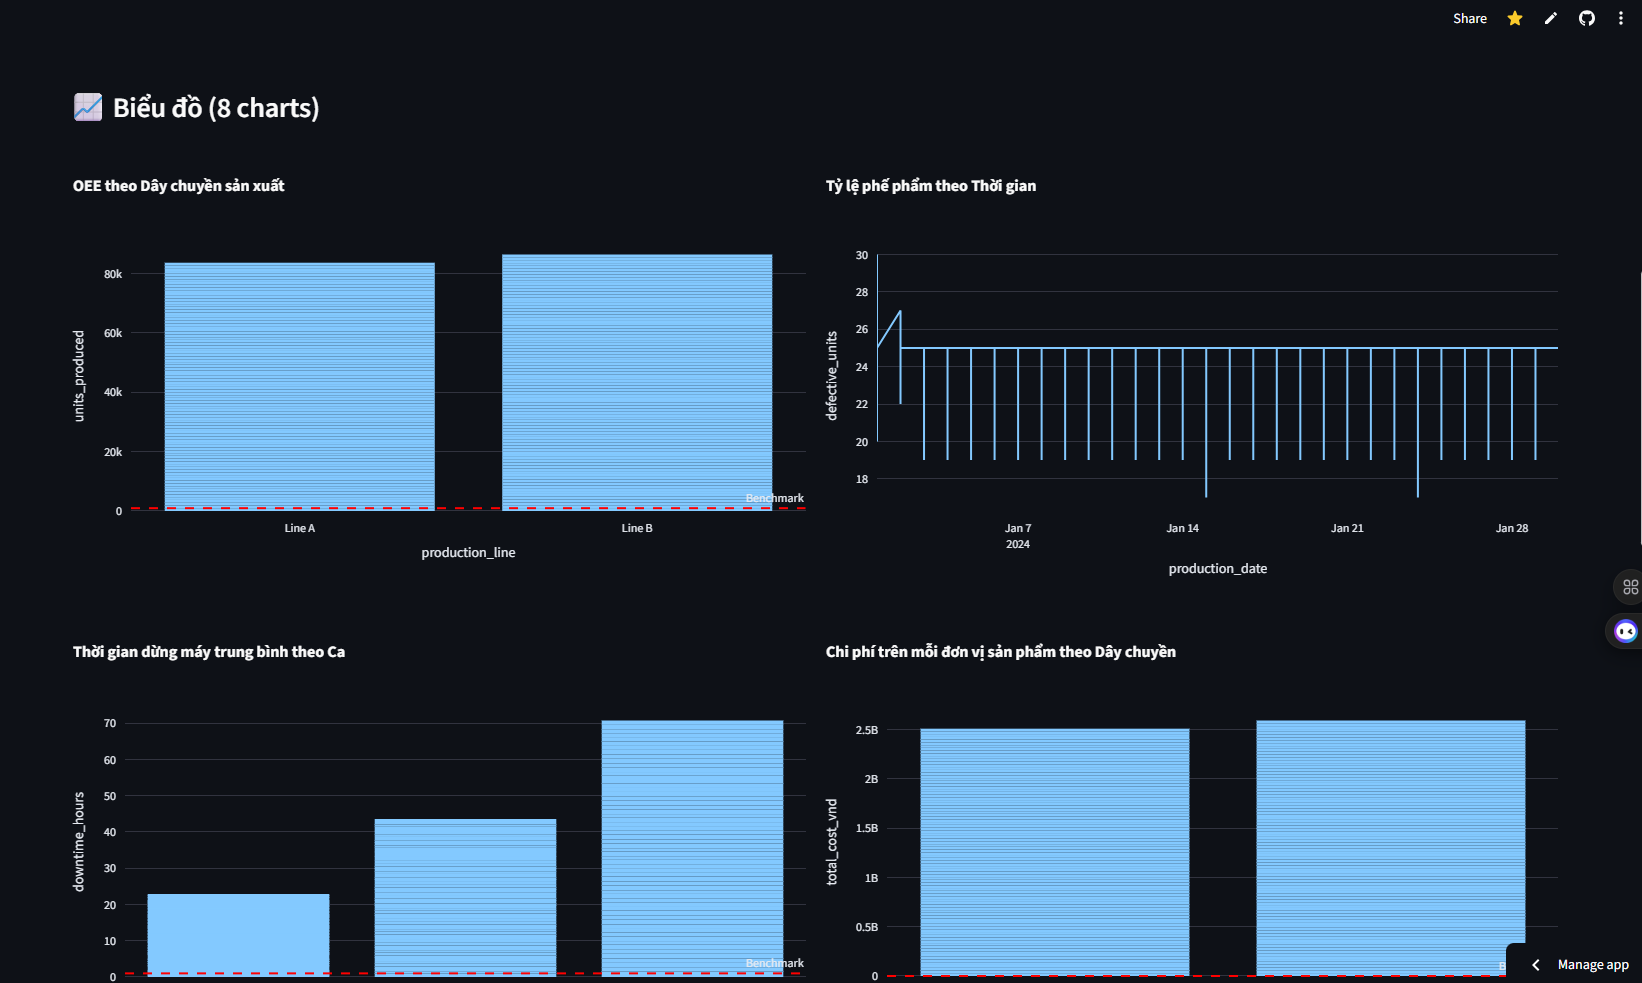 Share
Biểu đồ (8 charts)
OEE theo Dây chuyền sản xuất
80k
60k
40k
20k
0
units_produced
Benchmark
Line A
Line B
production_line
Tỷ lệ phế phẩm theo Thời gian
30
28
26
24
22
20
18
defective_units
Jan 7
2024
Jan 14
Jan 21
Jan 28
production_date
Thời gian dừng máy trung bình theo Ca
70
60
50
40
30
20
10
0
downtime_hours
Benchmark
Chi phí trên mỗi đơn vị sản phẩm theo Dây chuyền
2.5B
2B
1.5B
1B
0.5B
0
total_cost_vnd
Manage app